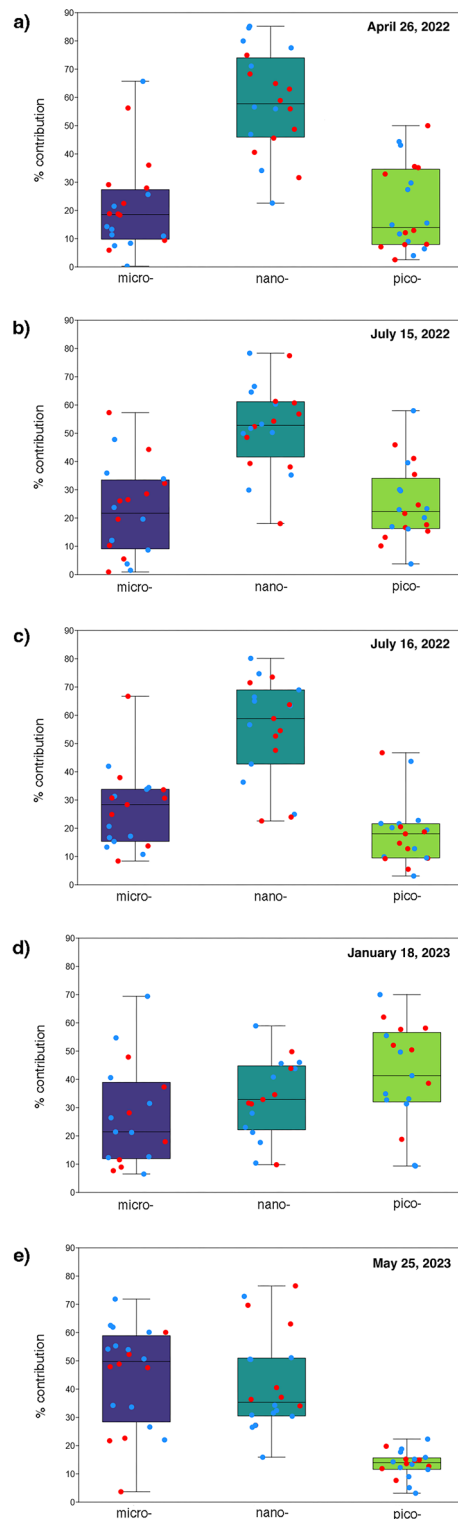 a)
April 26, 2022
90
80
70
60
50
40
30
20
10
0
% contribution
micro-
nano-
pico-
b)
July 15, 2022
90
80
70
60
50
40
30
20
10
0
% contribution
micro-
nano-
pico-
c)
July 16, 2022
90
80
70
60
50
40
30
20
10
0
% contribution
micro-
nano-
pico-
d)
January 18, 2023
90
80
70
60
50
40
30
20
10
0
% contribution
micro-
nano-
pico-
e)
May 25, 2023
90
80
70
60
50
40
30
20
10
0
% contribution
micro-
nano-
pico-